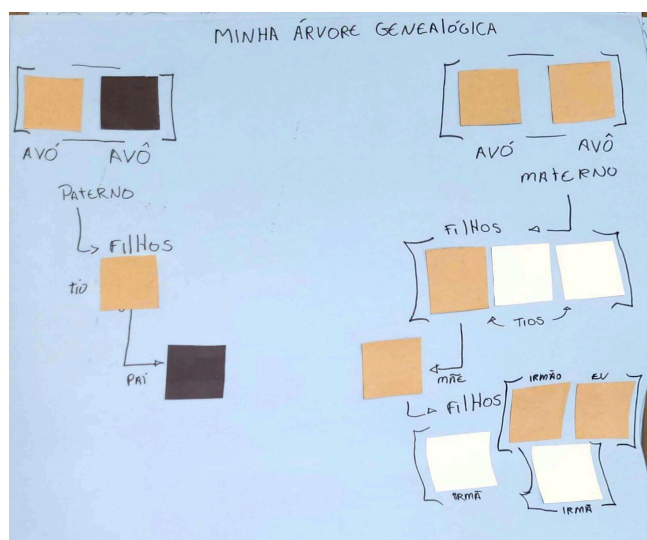 MINHA ÁRVORE GENEALÓGICA
AVÓ AVÔ
PATERNO
FILHOS
tio
PAI
AVÓ AVÔ
MATERNO
FILHOS
TIOS
MÃE
FILHOS
IRMÃO EU
IRMÃ
IRMÃ